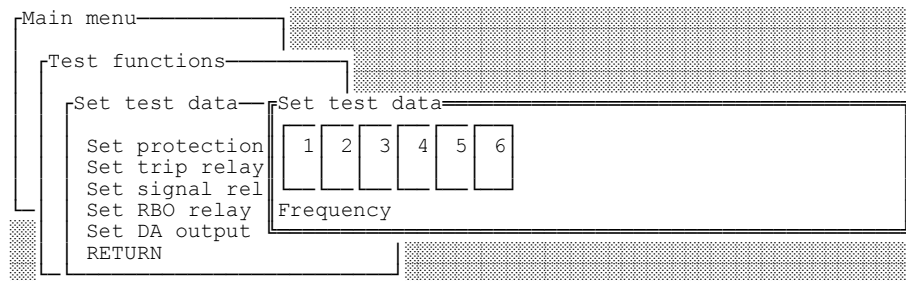 Main menu
Test functions
Set test data
Set test data
Set protection
1 2 3 4 5 6
Set trip relay
Set signal rel
Set RBO relay
Frequency
Set DA output
RETURN